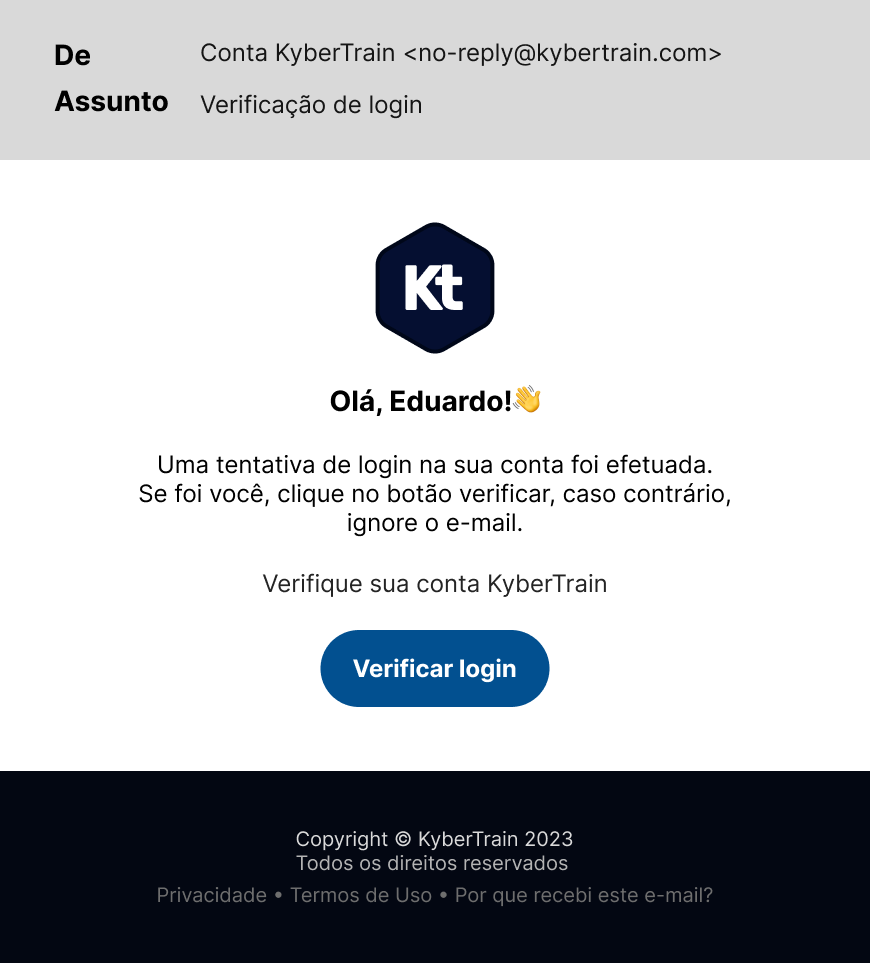 De Conta KyberTrain <no-reply@kybertrain.com>
Assunto Verificação de login
Kt
Olá, Eduardo!👋
Uma tentativa de login na sua conta foi efetuada.
Se foi você, clique no botão verificar, caso contrário,
ignore o e-mail.
Verifique sua conta KyberTrain
Verificar login
Copyright © KyberTrain 2023
Todos os direitos reservados
Privacidade • Termos de Uso • Por que recebi este e-mail?